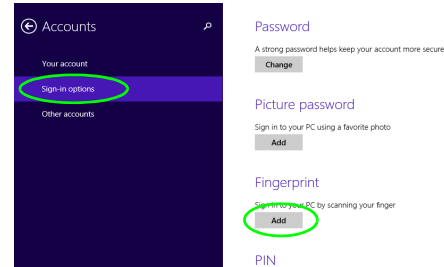 Accounts
Your account
Sign-in options
Other accounts
Password
A strong password helps keep your account more secure
Change
Picture password
Sign in to your PC using a favorite photo
Add
Fingerprint
Sign in to your PC by scanning your finger
Add
PIN